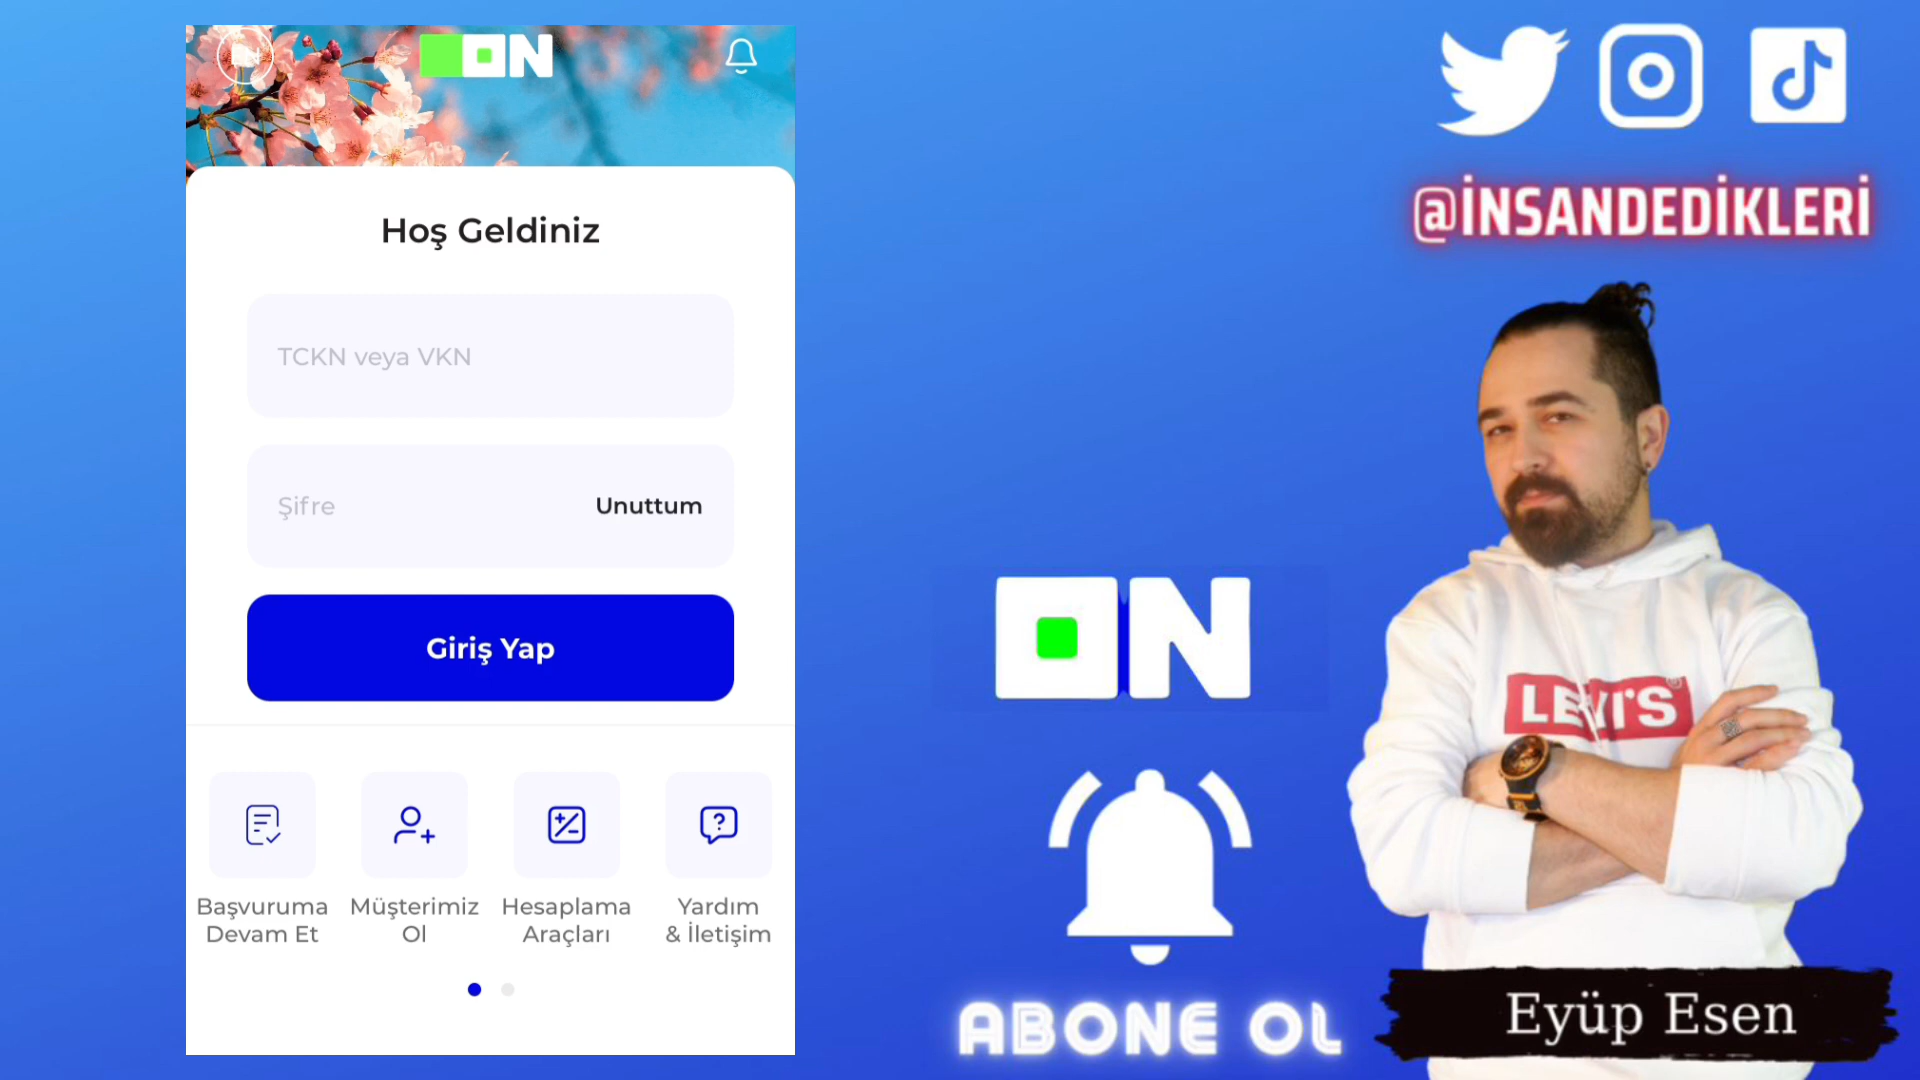 ON
Hoş Geldiniz
TCKN veya VKN
Şifre
Unuttum
Giriş Yap
Başvuruma
Devam Et
Müşterimiz
Ol
Hesaplama
Araçları
Yardım
& İletişim
@İNSANDEDİKLERİ
ON
LEVI'S®
ABONE OL
Eyüp Esen